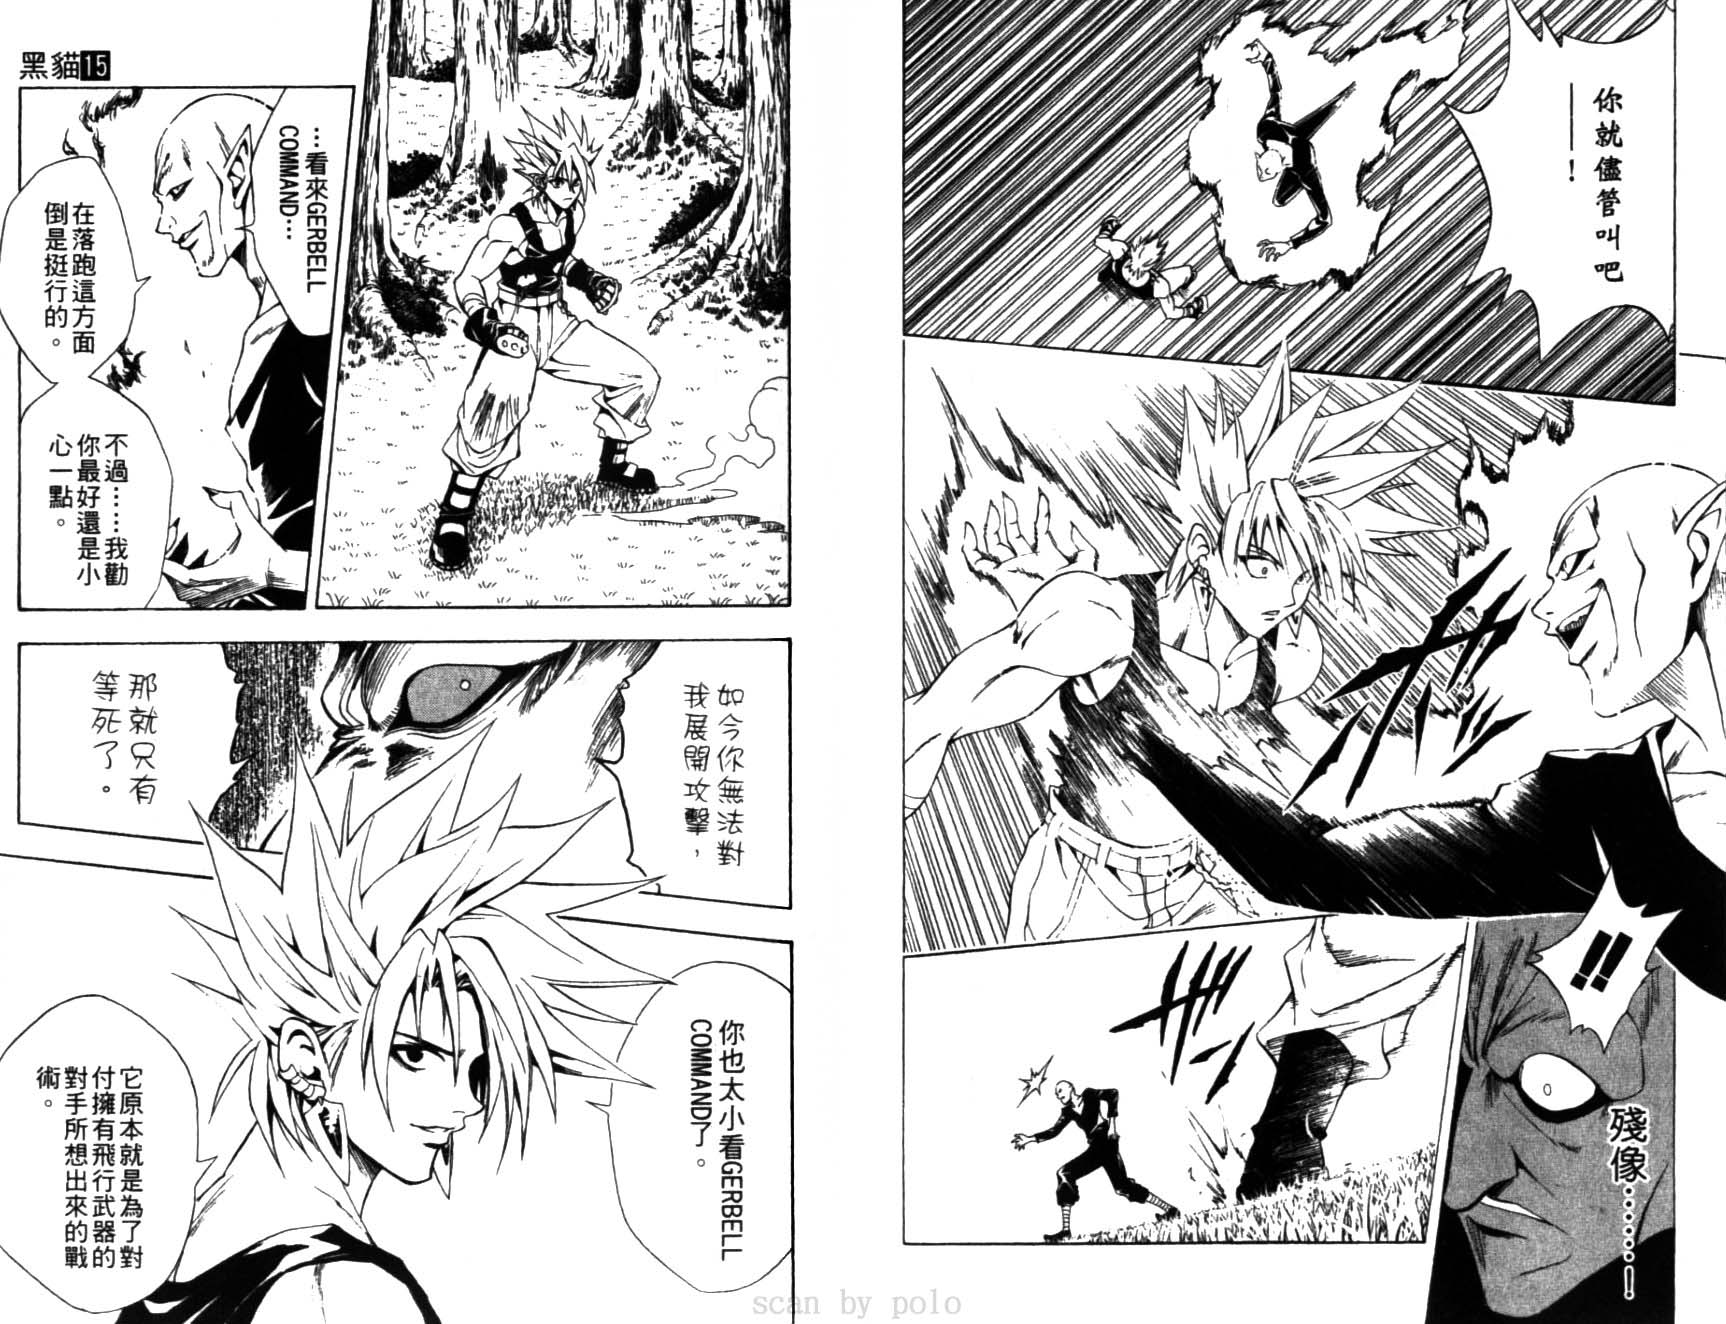 你就儘管叫吧
——！
！！
殘像……！
黑貓15
…看來GERBELL
COMMAND…
在落跑這方面
倒是挺行的。
不過……我勸
你最好還是小
心一點。
如今你無法對
我展開攻擊，
那就只有
等死了。
你也太小看GERBELL
COMMAND了。
它原本就是為了對
付擁有飛行武器的
對手所想出來的戰
術。
scan by polo